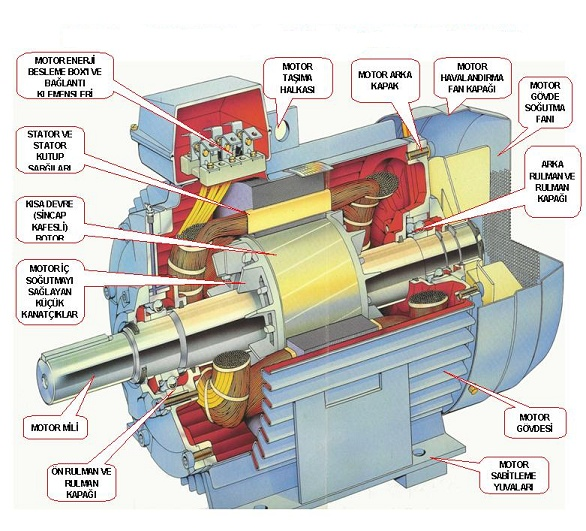 MOTOR ENERJİ
BESLEME BOXI VE
BAĞLANTI
KLEMENSLERİ
MOTOR
TAŞIMA
HALKASI
MOTOR ARKA
KAPAK
MOTOR
HAVALANDIRMA
FAN KAPAĞI
MOTOR
GÖVDE
SOĞUTMA
FANI
STATOR VE
STATOR
KUTUP
SARGILARI
ARKA
RULMAN VE
RULMAN
KAPAĞI
KISA DEVRE
(SİNCAP
KAFESLİ)
ROTOR
MOTOR İÇ
SOĞUTMAYI
SAĞLAYAN
KÜÇÜK
KANATÇIKLAR
MOTOR MİLİ
MOTOR
GÖVDESİ
ÖN RULMAN VE
RULMAN
KAPAĞI
MOTOR
SABİTLEME
YUVALARI